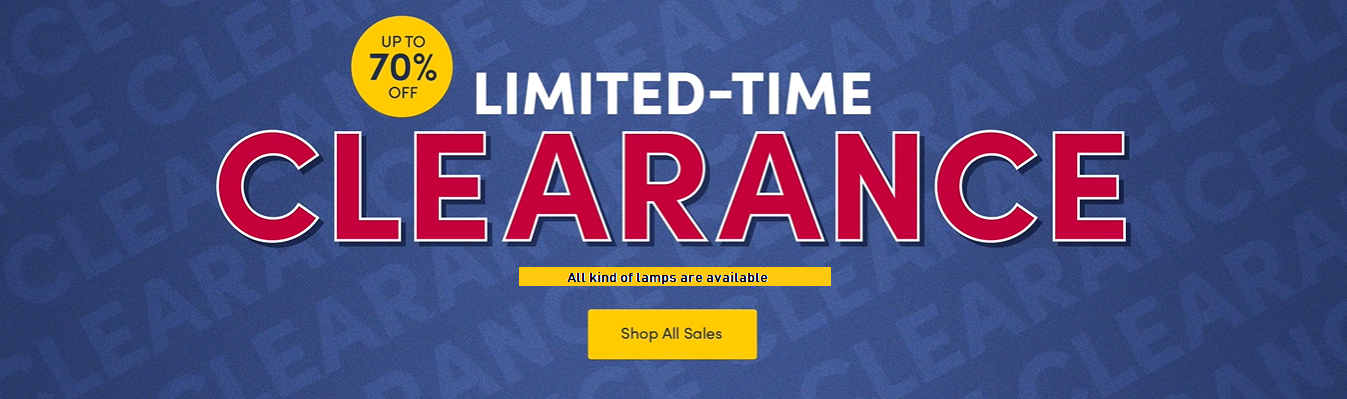 UP TO
70%
OFF
LIMITED-TIME
CLEARANCE
All kind of lamps are available
Shop All Sales